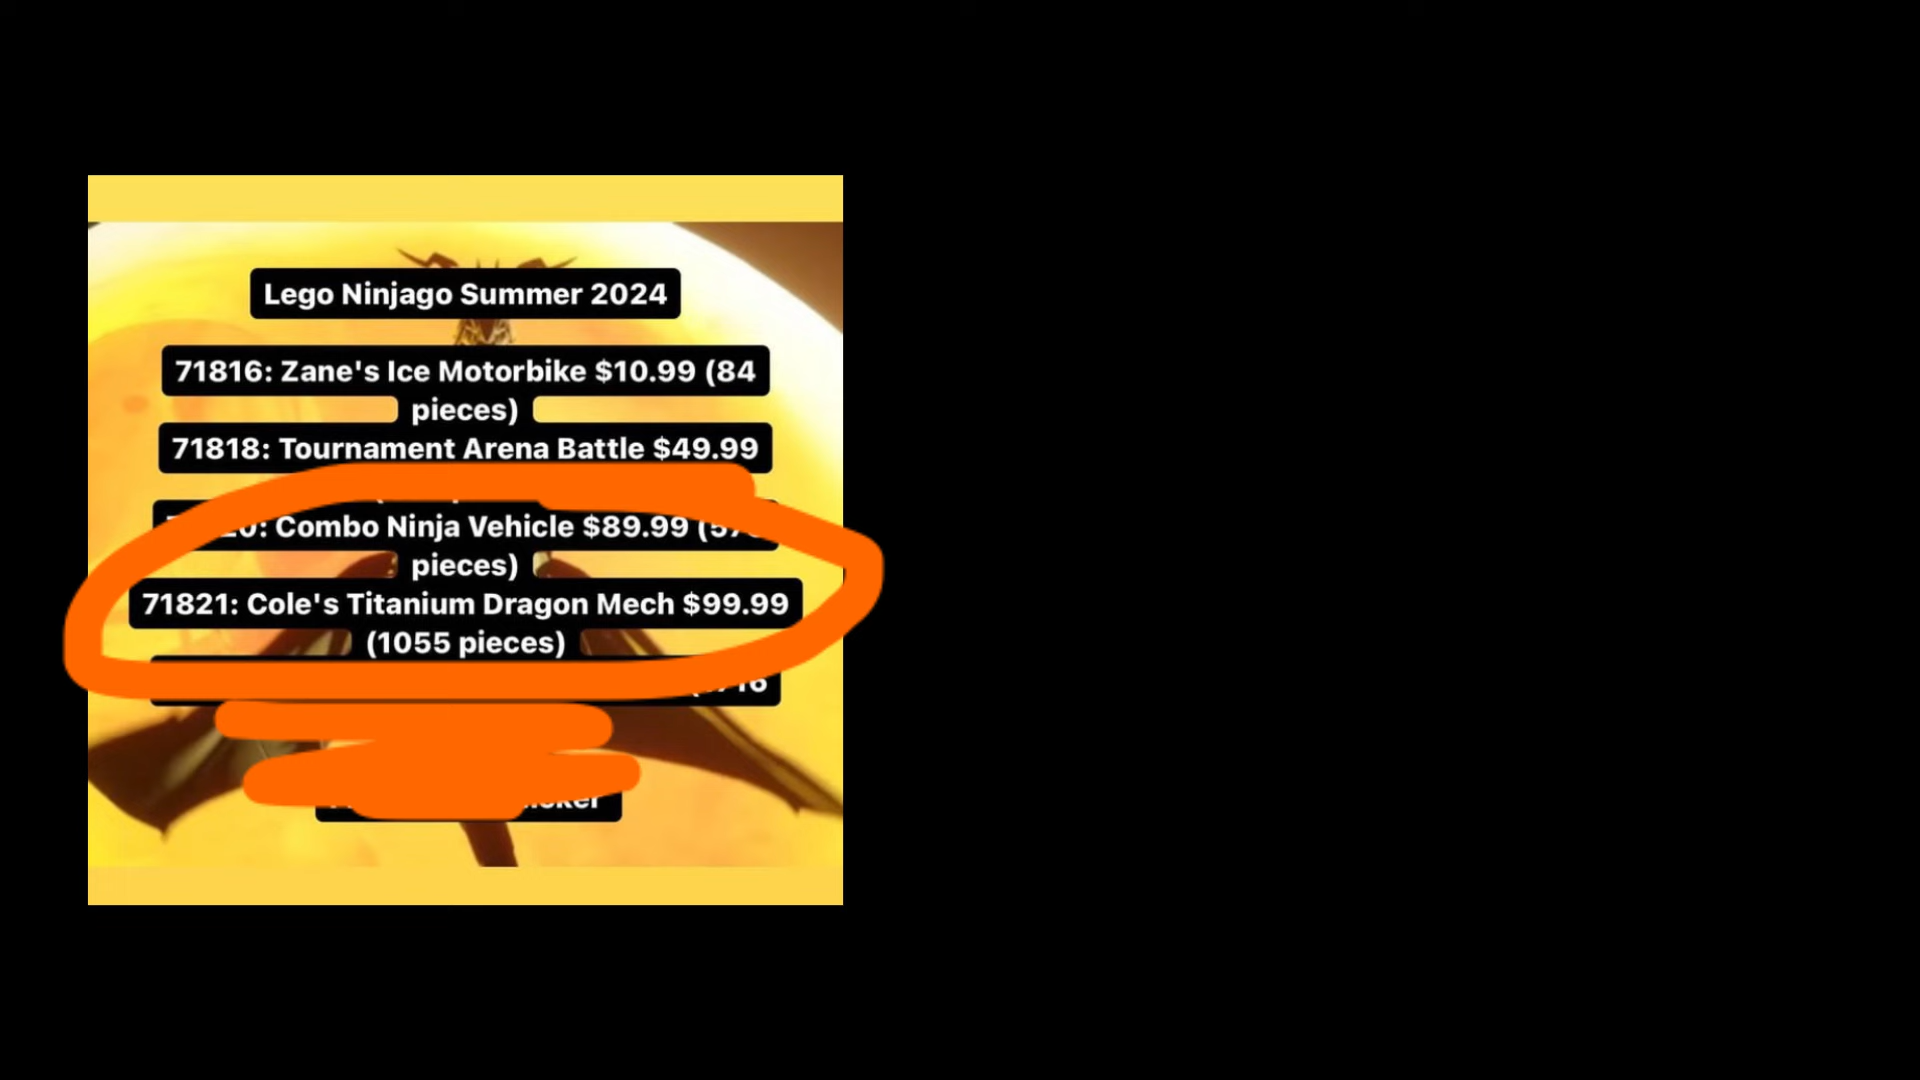 Lego Ninjago Summer 2024
71816: Zane's Ice Motorbike $10.99 (84
pieces)
71818: Tournament Arena Battle $49.99
Combo Ninja Vehicle $89.99
pieces)
71821: Cole's Titanium Dragon Mech $99.99
(1055 pieces)